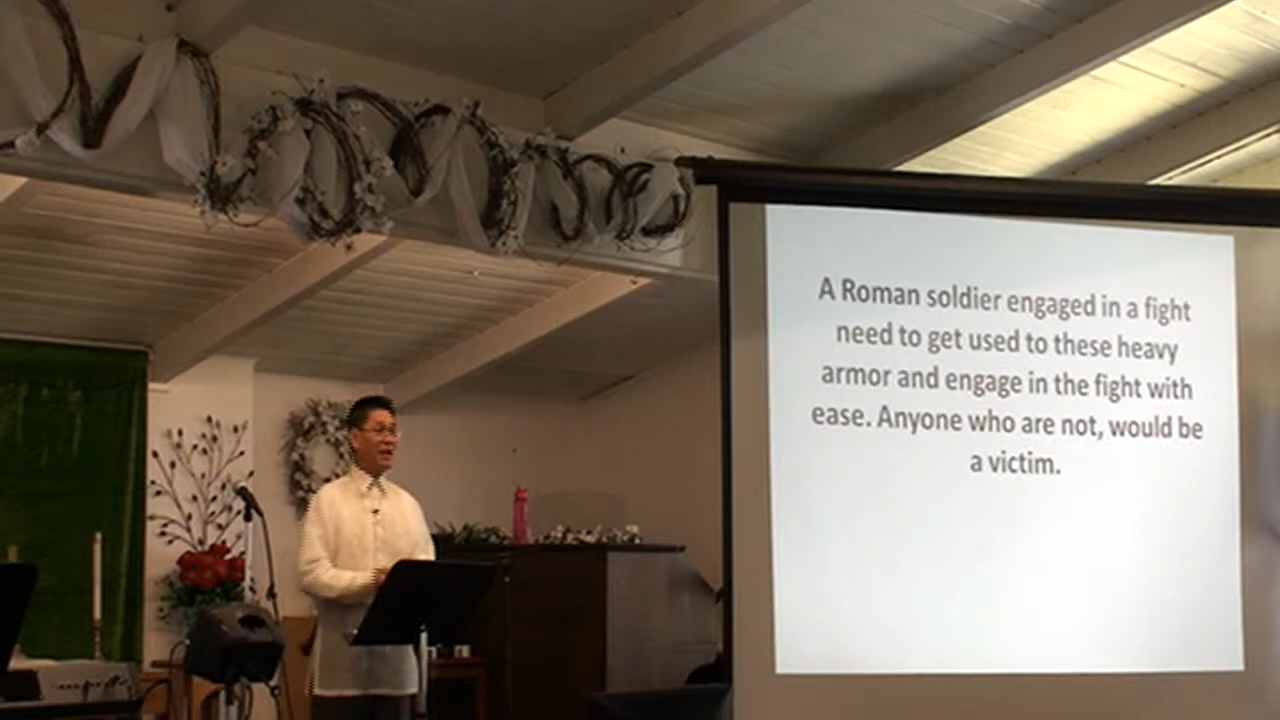 A Roman soldier engaged in a fight
need to get used to these heavy
armor and engage in the fight with
ease. Anyone who are not, would be
a victim.